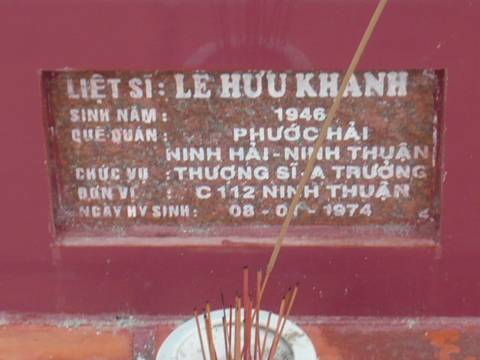 LIỆT SĨ: LÊ HỮU KHANH
SINH NĂM: 1946
QUÊ QUÁN: PHƯỚC HẢI
NINH HẢI-NINH THUẬN
CHỨC VỤ :THƯỢNG SĨ-A TRƯỞNG
ĐƠN VỊ : C 112 NINH THUẬN
NGÀY HY SINH: 08-01-1974